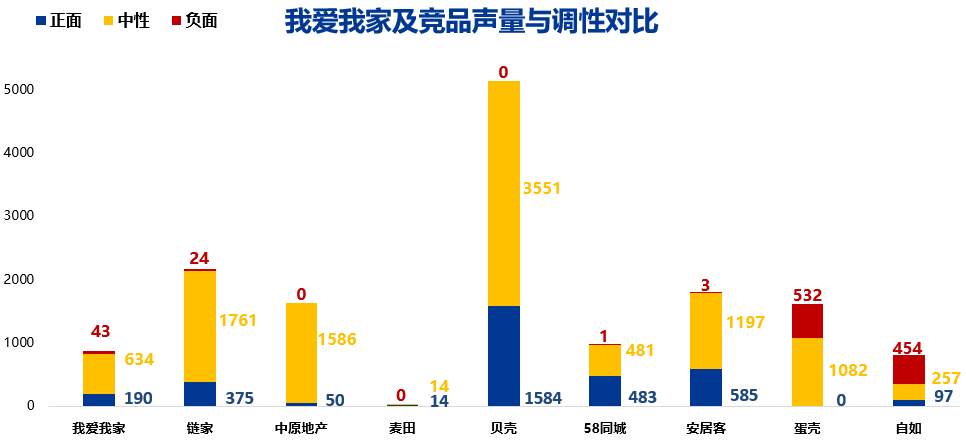 我爱我家及竞品声量与调性对比
正面 中性 负面
5000
4000
3000
2000
1000
0
43 634 190
24 1761 375
0 1586 50
0 14 14
0 3551 1584
1 481 483
3 1197 585
532 1082 0
454 257 97
我爱我家 链家 中原地产 麦田 贝壳 58同城 安居客 蛋壳 自如